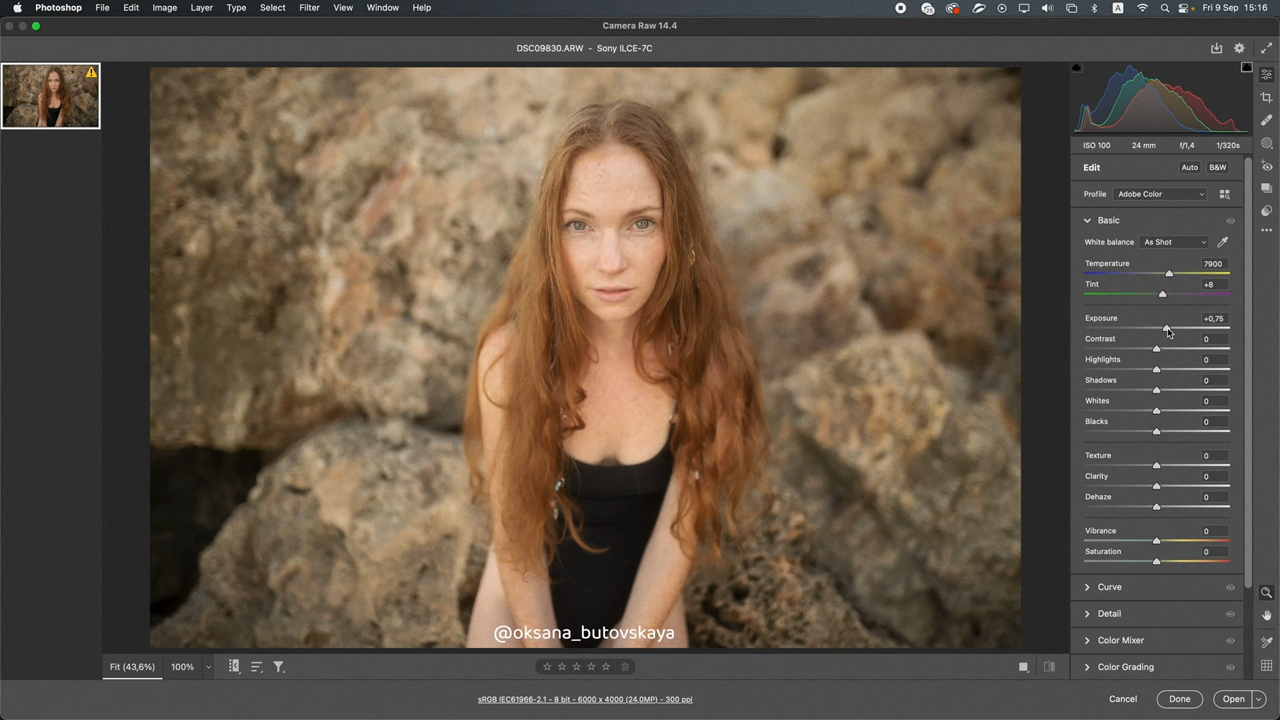 Photoshop File Edit Image Layer Type Select Filter View Window Help A Fri 9 Sep 15:16
Camera Raw 14.4
DSC09830.ARW - Sony ILCE-7C
ISO 100 24 mm f/1,4 1/320s
Edit Auto B&W
Profile Adobe Color
Basic
White balance As Shot
Temperature 7900
Tint +8
Exposure +0,75
Contrast 0
Highlights 0
Shadows 0
Whites 0
Blacks 0
Texture 0
Clarity 0
Dehaze 0
Vibrance 0
Saturation 0
Curve
Detail
Color Mixer
Color Grading
@oksana_butovskaya
Fit (43,6%) 100%
sRGB IEC61966-2.1 - 8 bit - 6000 x 4000 (24,0MP) - 300 ppi
Cancel Done Open